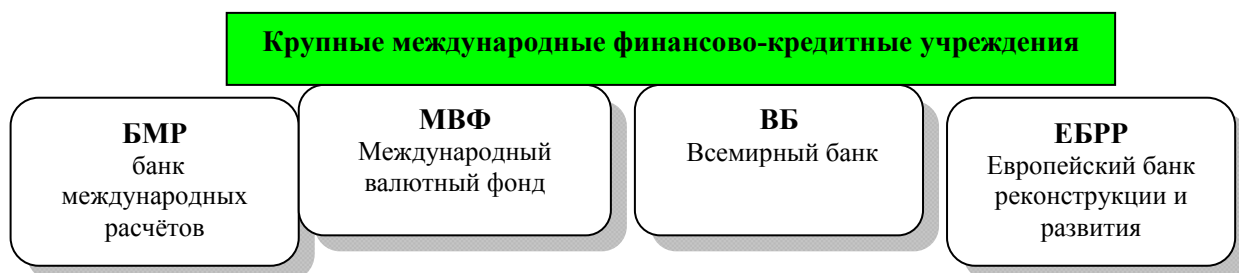 Крупные международные финансово-кредитные учреждения
БМР
банк
международных
расчётов
МВФ
Международный
валютный фонд
ВБ
Всемирный банк
ЕБРР
Европейский банк
реконструкции и
развития